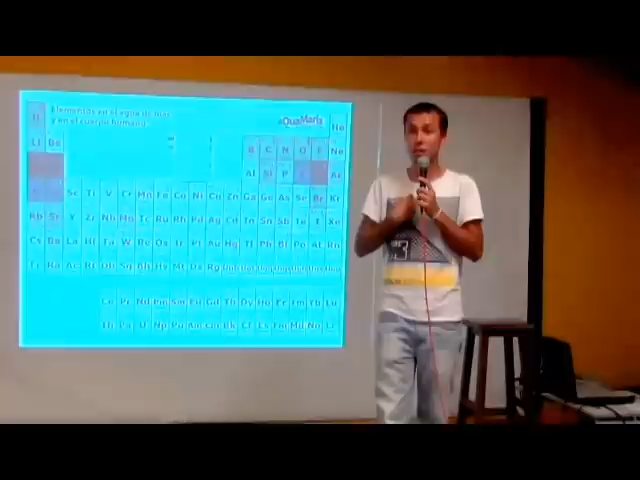 Elementos en el agua de mar
y en el cuerpo humano
aQuaMaris
H He
Li Be B C N O F Ne
Al Si P Ar
Sc Ti V Cr Mn Fe Co Ni Cu Zn Ga Ge As Se Br Kr
Rb Sr Y Zr Nb Mo Tc Ru Rh Pd Ag Cd In Sn Sb Te I Xe
Cs Ba La Hf Ta W Re Os Ir Pt Au Hg Tl Pb Bi Po At Rn
Fr Ra Ac Rf Db Sg Bh Hs Mt Ds Rg
Ce Pr Nd Pm Sm Eu Gd Tb Dy Ho Er Tm Yb Lu
Th Pa U Np Pu Am Cm Bk Cf Es Fm Md No Lr
3